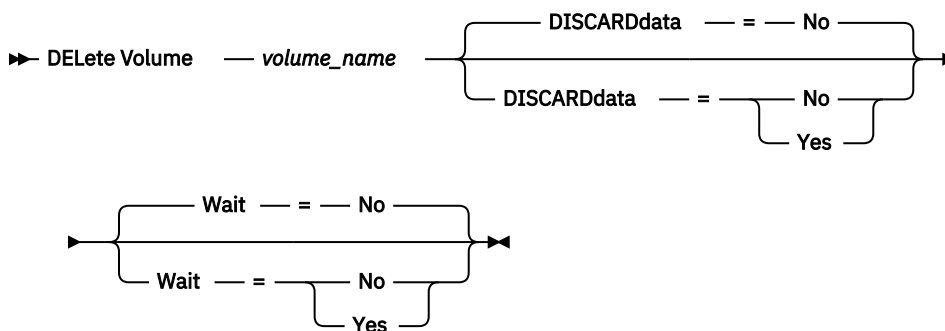 DISCARDdata = No
DELete Volume volume_name
DISCARDdata = No
Yes
Wait = No
Wait = No
Yes